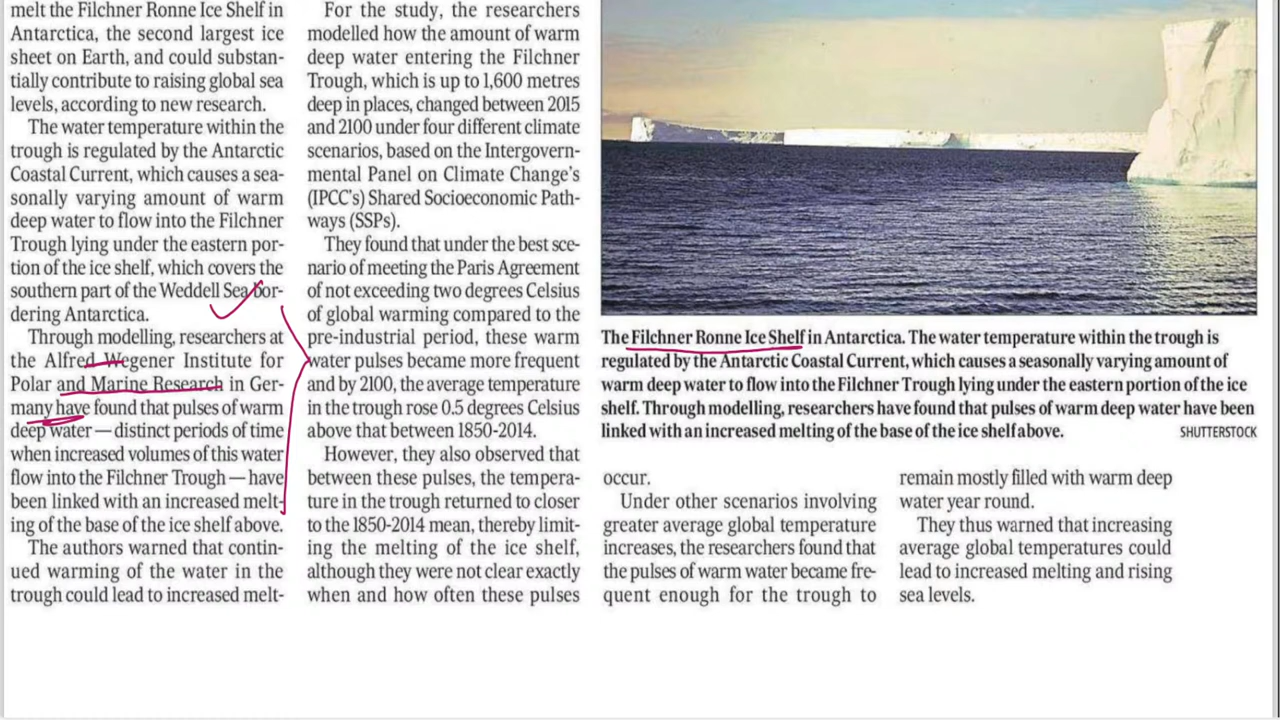 melt the Filchner Ronne Ice Shelf in
Antarctica, the second largest ice
sheet on Earth, and could substan-
tially contribute to raising global sea
levels, according to new research.
The water temperature within the
trough is regulated by the Antarctic
Coastal Current, which causes a sea-
sonally varying amount of warm
deep water to flow into the Filchner
Trough lying under the eastern por-
tion of the ice shelf, which covers the
southern part of the Weddell Sea bor-
dering Antarctica.
Through modelling, researchers at
the Alfred Wegener Institute for
Polar and Marine Research in Ger-
many have found that pulses of warm
deep water — distinct periods of time
when increased volumes of this water
flow into the Filchner Trough — have
been linked with an increased melt-
ing of the base of the ice shelf above.
The authors warned that contin-
ued warming of the water in the
trough could lead to increased melt-
For the study, the researchers
modelled how the amount of warm
deep water entering the Filchner
Trough, which is up to 1,600 metres
deep in places, changed between 2015
and 2100 under four different climate
scenarios, based on the Intergovern-
mental Panel on Climate Change's
(IPCC's) Shared Socioeconomic Path-
ways (SSPs).
They found that under the best sce-
nario of meeting the Paris Agreement
of not exceeding two degrees Celsius
of global warming compared to the
pre-industrial period, these warm
water pulses became more frequent
and by 2100, the average temperature
in the trough rose 0.5 degrees Celsius
above that between 1850-2014.
However, they also observed that
between these pulses, the tempera-
ture in the trough returned to closer
to the 1850-2014 mean, thereby limit-
ing the melting of the ice shelf,
although they were not clear exactly
when and how often these pulses
The Filchner Ronne Ice Shelf in Antarctica. The water temperature within the trough is
regulated by the Antarctic Coastal Current, which causes a seasonally varying amount of
warm deep water to flow into the Filchner Trough lying under the eastern portion of the ice
shelf. Through modelling, researchers have found that pulses of warm deep water have been
linked with an increased melting of the base of the ice shelf above. SHUTTERSTOCK
occur.
Under other scenarios involving
greater average global temperature
increases, the researchers found that
the pulses of warm water became fre-
quent enough for the trough to
remain mostly filled with warm deep
water year round.
They thus warned that increasing
average global temperatures could
lead to increased melting and rising
sea levels.